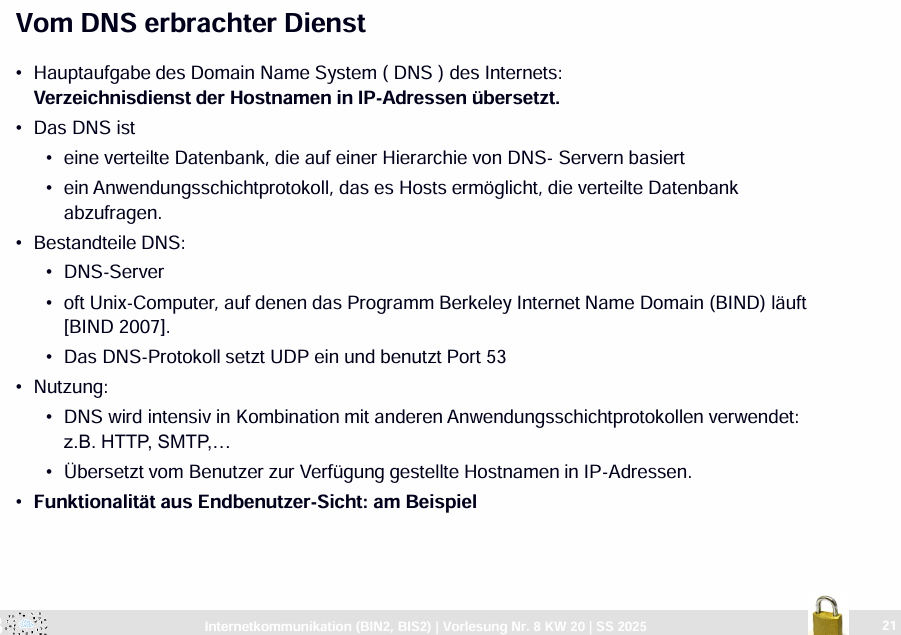 Vom DNS erbrachter Dienst
• Hauptaufgabe des Domain Name System ( DNS ) des Internets:
Verzeichnisdienst der Hostnamen in IP-Adressen übersetzt.
• Das DNS ist
• eine verteilte Datenbank, die auf einer Hierarchie von DNS- Servern basiert
• ein Anwendungsschichtprotokoll, das es Hosts ermöglicht, die verteilte Datenbank
abzufragen.
• Bestandteile DNS:
• DNS-Server
• oft Unix-Computer, auf denen das Programm Berkeley Internet Name Domain (BIND) läuft
[BIND 2007].
• Das DNS-Protokoll setzt UDP ein und benutzt Port 53
• Nutzung:
• DNS wird intensiv in Kombination mit anderen Anwendungsschichtprotokollen verwendet:
z.B. HTTP, SMTP,…
• Übersetzt vom Benutzer zur Verfügung gestellte Hostnamen in IP-Adressen.
• Funktionalität aus Endbenutzer-Sicht: am Beispiel
Internetkommunikation (BIN2, BIS2) | Vorlesung Nr. 8 KW 20 | SS 2025
21